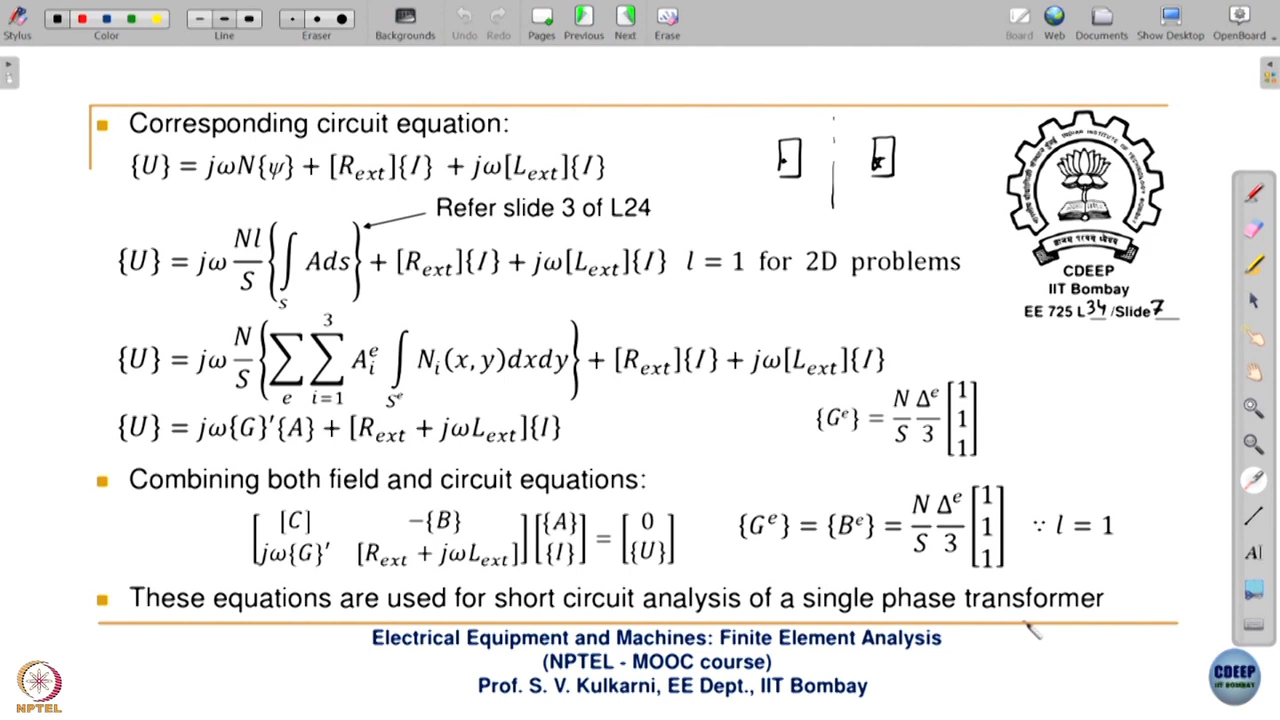 Stylus Color Line Eraser Backgrounds Undo Redo Pages Previous Next Erase Board Web Documents Show Desktop OpenBoard
Corresponding circuit equation:
{U} = jωN{ψ} + [R_ext]{I} + jω[L_ext]{I}
Refer slide 3 of L24
{U} = jω Nl/S {∫_S Ads} + [R_ext]{I} + jω[L_ext]{I} l = 1 for 2D problems
{U} = jω N/S {∑_e ∑_{i=1}^{3} A_i^e ∫_{S^e} N_i(x, y)dxdy} + [R_ext]{I} + jω[L_ext]{I}
{U} = jω{G}′{A} + [R_ext + jωL_ext]{I}
{G^e} = N/S Δ^e/3 [1 1 1]
Combining both field and circuit equations:
[[C] −{B} jω{G}′ [R_ext + jωL_ext]] [{A} {I}] = [0 {U}]
{G^e} = {B^e} = N/S Δ^e/3 [1 1 1] ∵ l = 1
These equations are used for short circuit analysis of a single phase transformer
CDEEP
IIT Bombay
EE 725 L 34 /Slide 7
Electrical Equipment and Machines: Finite Element Analysis
(NPTEL - MOOC course)
Prof. S. V. Kulkarni, EE Dept., IIT Bombay
NPTEL
CDEEP
IIT BOMBAY